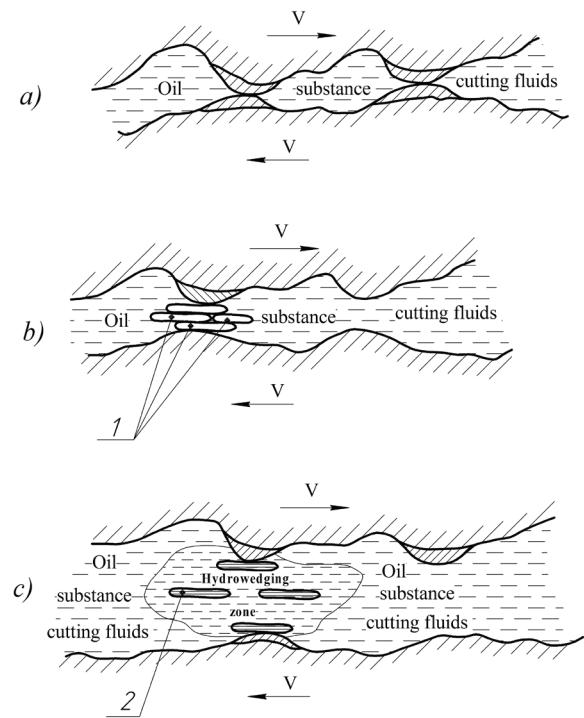 V
a)
Oil
substance
cutting fluids
V
V
b)
Oil
substance
cutting fluids
1
V
V
c)
Oil
substance
cutting fluids
Hydrowedging
zone
Oil
substance
cutting fluids
2
V